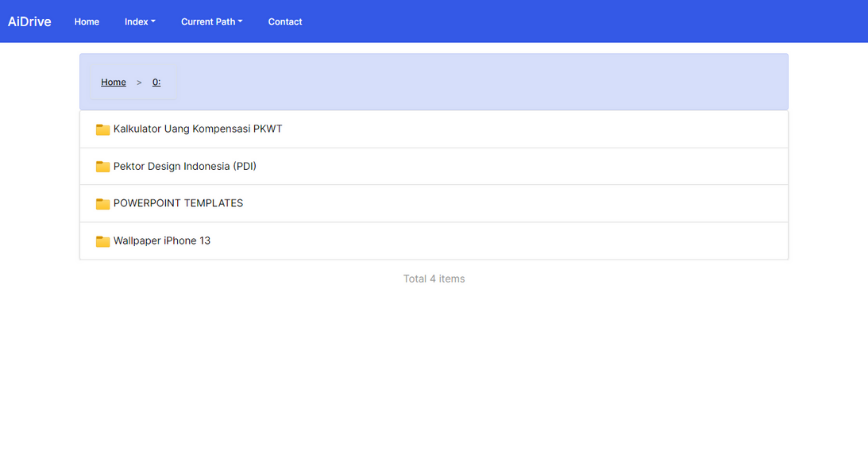 AiDrive Home Index Current Path Contact
Home > 0:
Kalkulator Uang Kompensasi PKWT
Pektor Design Indonesia (PDI)
POWERPOINT TEMPLATES
Wallpaper iPhone 13
Total 4 items